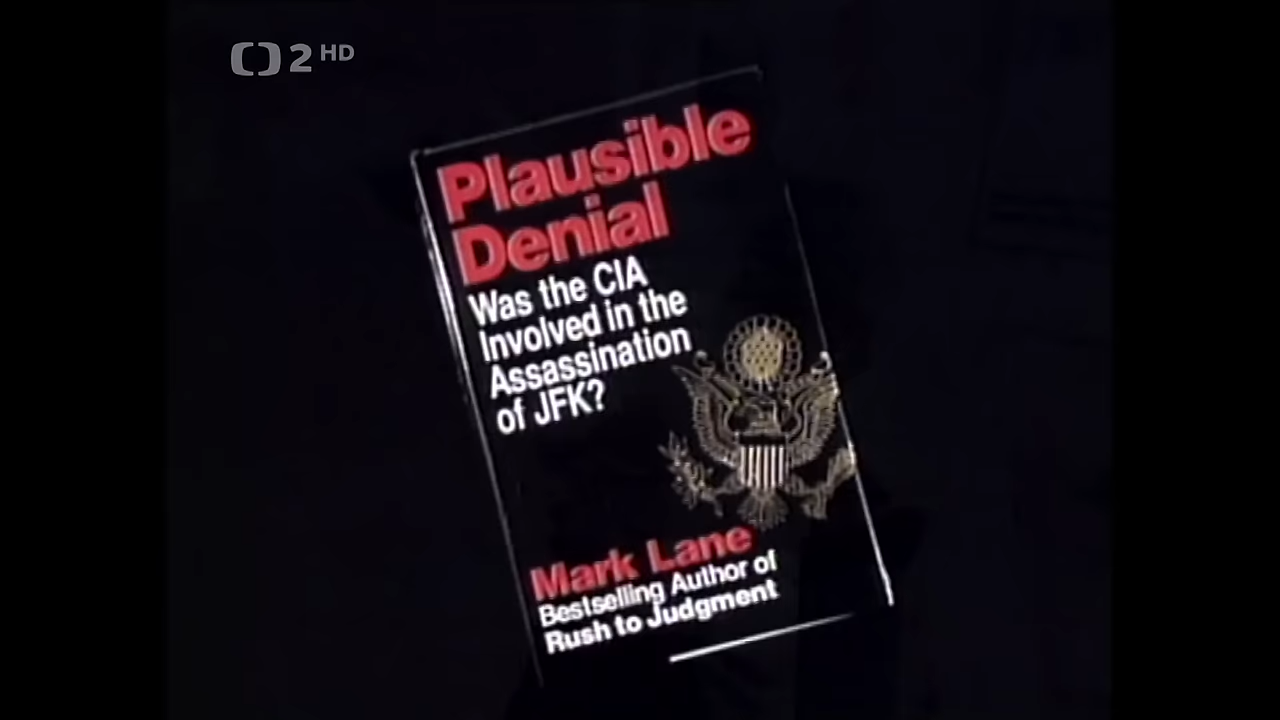 2 HD
Plausible
Denial
Was the CIA
Involved in the
Assassination
of JFK?
Mark Lane
Bestselling Author of
Rush to Judgment